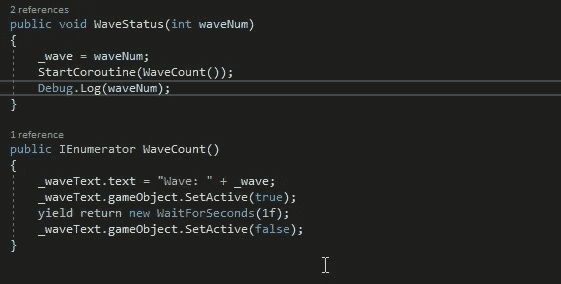 2 references
public void WaveStatus(int waveNum)
{
_wave = waveNum;
StartCoroutine(WaveCount());
Debug.Log(waveNum);
}
1 reference
public IEnumerator WaveCount()
{
_waveText.text = "Wave: " + _wave;
_waveText.gameObject.SetActive(true);
yield return new WaitForSeconds(1f);
_waveText.gameObject.SetActive(false);
}